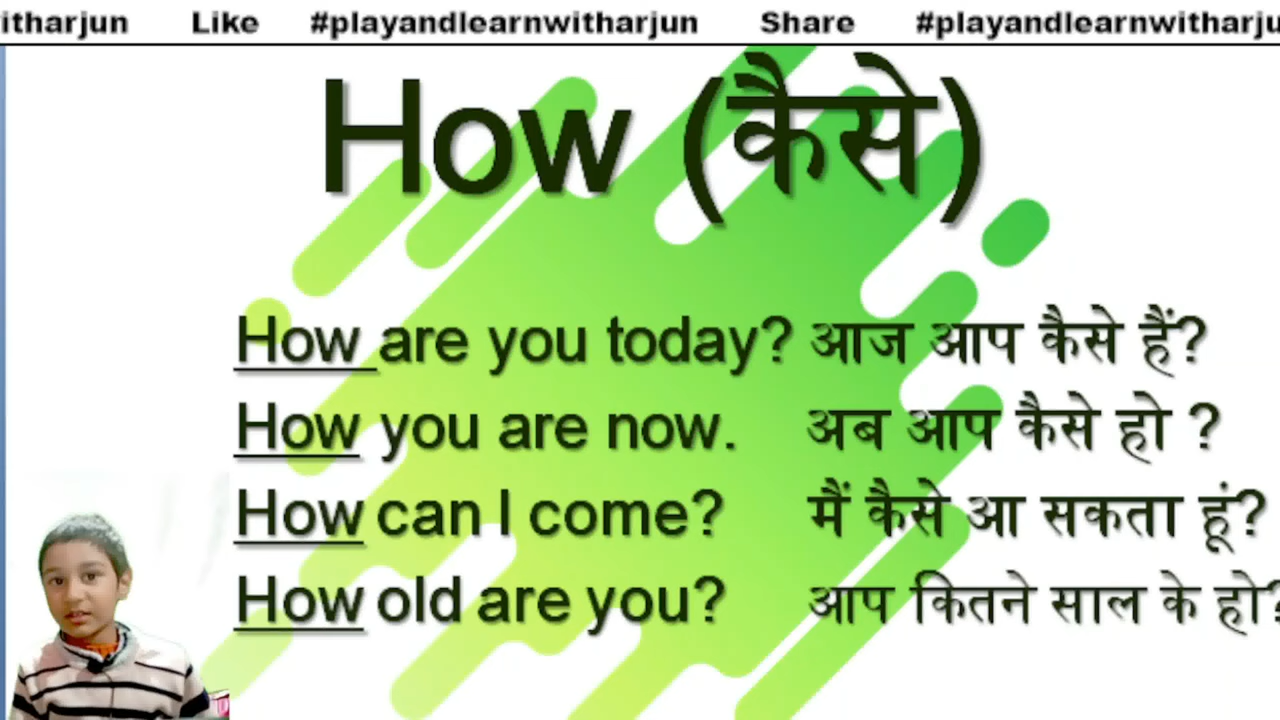 itharjun Like #playandlearnwitharjun Share #playandlearnwitharju
How (कैसे)
How are you today? आज आप कैसे हैं?
How you are now. अब आप कैसे हो ?
How can I come? मैं कैसे आ सकता हूं?
How old are you? आप कितने साल के हो?